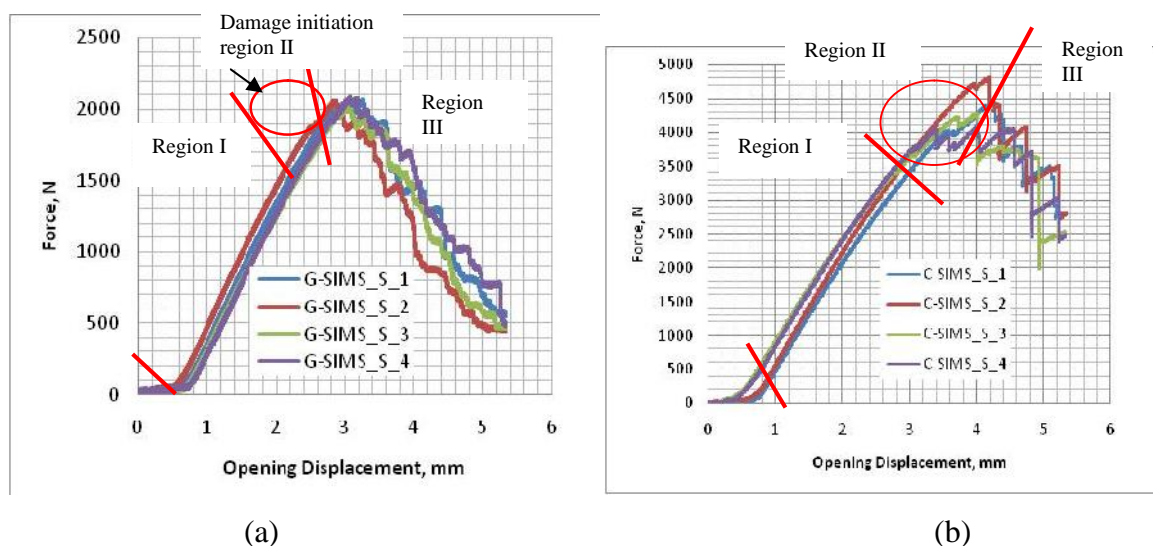 Damage initiation
region II
2500
2000
1500
1000
500
0
Force, N
Region I
Region
III
G-SIMS_S_1
G-SIMS_S_2
G-SIMS_S_3
G-SIMS_S_4
0 1 2 3 4 5 6
Opening Displacement, mm
(a)
Region II
Region
III
5000
4500
4000
3500
3000
2500
2000
1500
1000
500
0
Force, N
Region I
C-SIMS_S_1
C-SIMS_S_2
C-SIMS_S_3
C-SIMS_S_4
0 1 2 3 4 5 6
Opening Displacement, mm
(b)